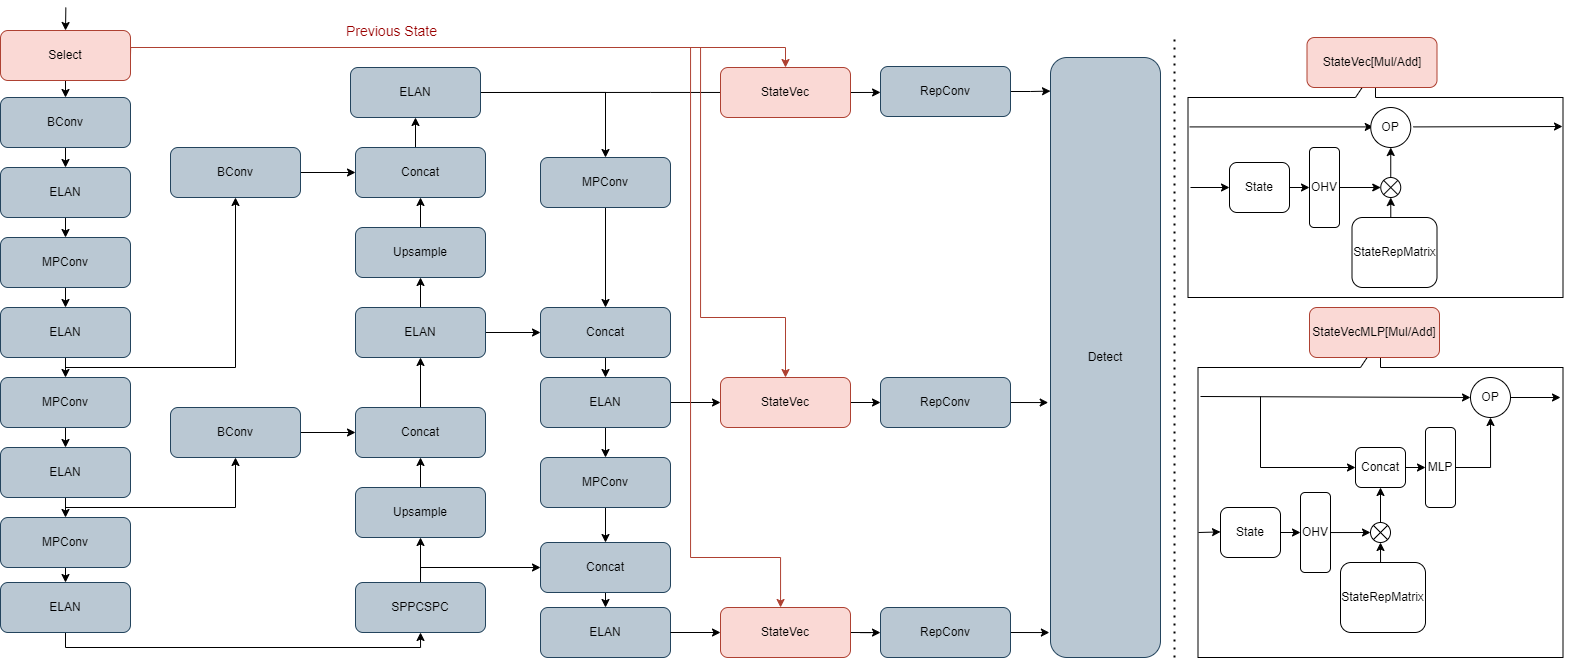 Previous State
Select
BConv
ELAN
MPConv
ELAN
MPConv
ELAN
MPConv
ELAN
BConv
BConv
ELAN
Concat
Upsample
ELAN
Concat
Upsample
SPPCSPC
MPConv
Concat
ELAN
MPConv
Concat
ELAN
StateVec
StateVec
StateVec
RepConv
RepConv
RepConv
Detect
StateVec[Mul/Add]
OP
State
OHV
StateRepMatrix
StateVecMLP[Mul/Add]
OP
Concat
MLP
State
OHV
StateRepMatrix